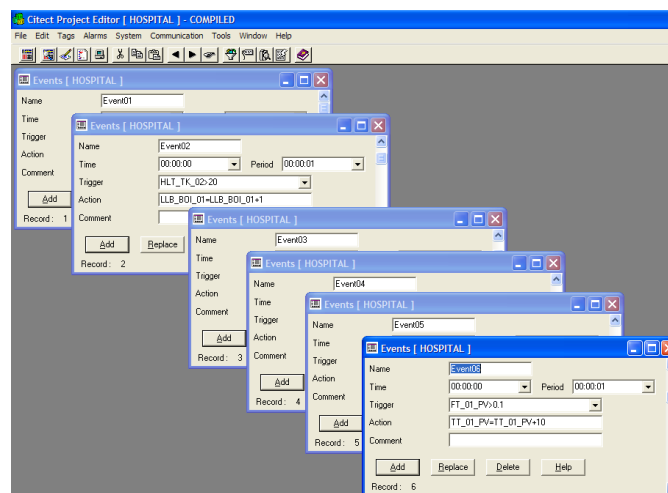 Citect Project Editor [ HOSPITAL ] - COMPILED
File Edit Tags Alarms System Communication Tools Window Help
Events [ HOSPITAL ]
Name Event01
Time
Trigger
Action
Comment
Add
Record: 1
Events [ HOSPITAL ]
Name Event02
Time 00:00:00 Period 00:00:01
Trigger HLT_TK_02>20
Action LLB_BOI_01=LLB_BOI_01+1
Comment
Add Replace
Record: 2
Events [ HOSPITAL ]
Name Event03
Time
Trigger
Action
Comment
Add
Record: 3
Events [ HOSPITAL ]
Name Event04
Time
Trigger
Action
Comment
Add
Record: 4
Events [ HOSPITAL ]
Name Event05
Time
Trigger
Action
Comment
Add
Record: 5
Events [ HOSPITAL ]
Name Event06
Time 00:00:00 Period 00:00:01
Trigger FT_01_PV>0.1
Action TT_01_PV=TT_01_PV+10
Comment
Add Replace Delete Help
Record: 6